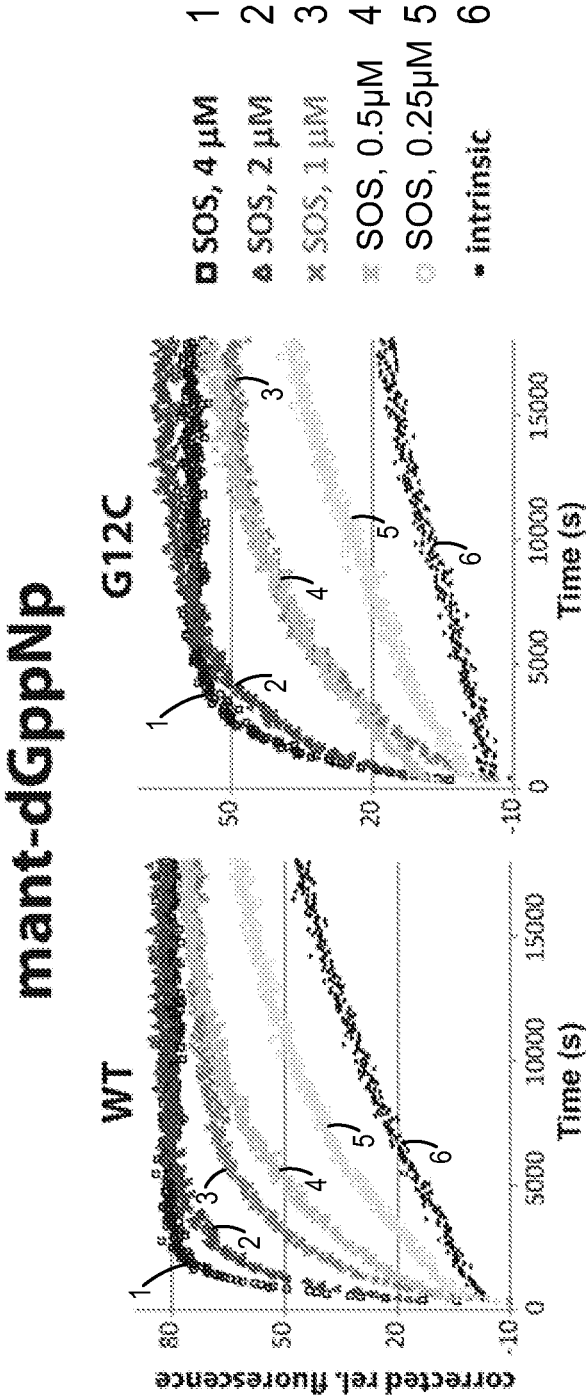 mant-dGppNp
WT
G12C
corrected rel. fluorescence
80
50
20
-10
0
5000
10000
15000
Time (s)
1
2
3
4
5
6
50
20
-10
0
5000
10000
15000
Time (s)
1
2
3
4
5
6
SOS, 4 µM 1
SOS, 2 µM 2
SOS, 1 µM 3
SOS, 0.5µM 4
SOS, 0.25µM 5
intrinsic 6